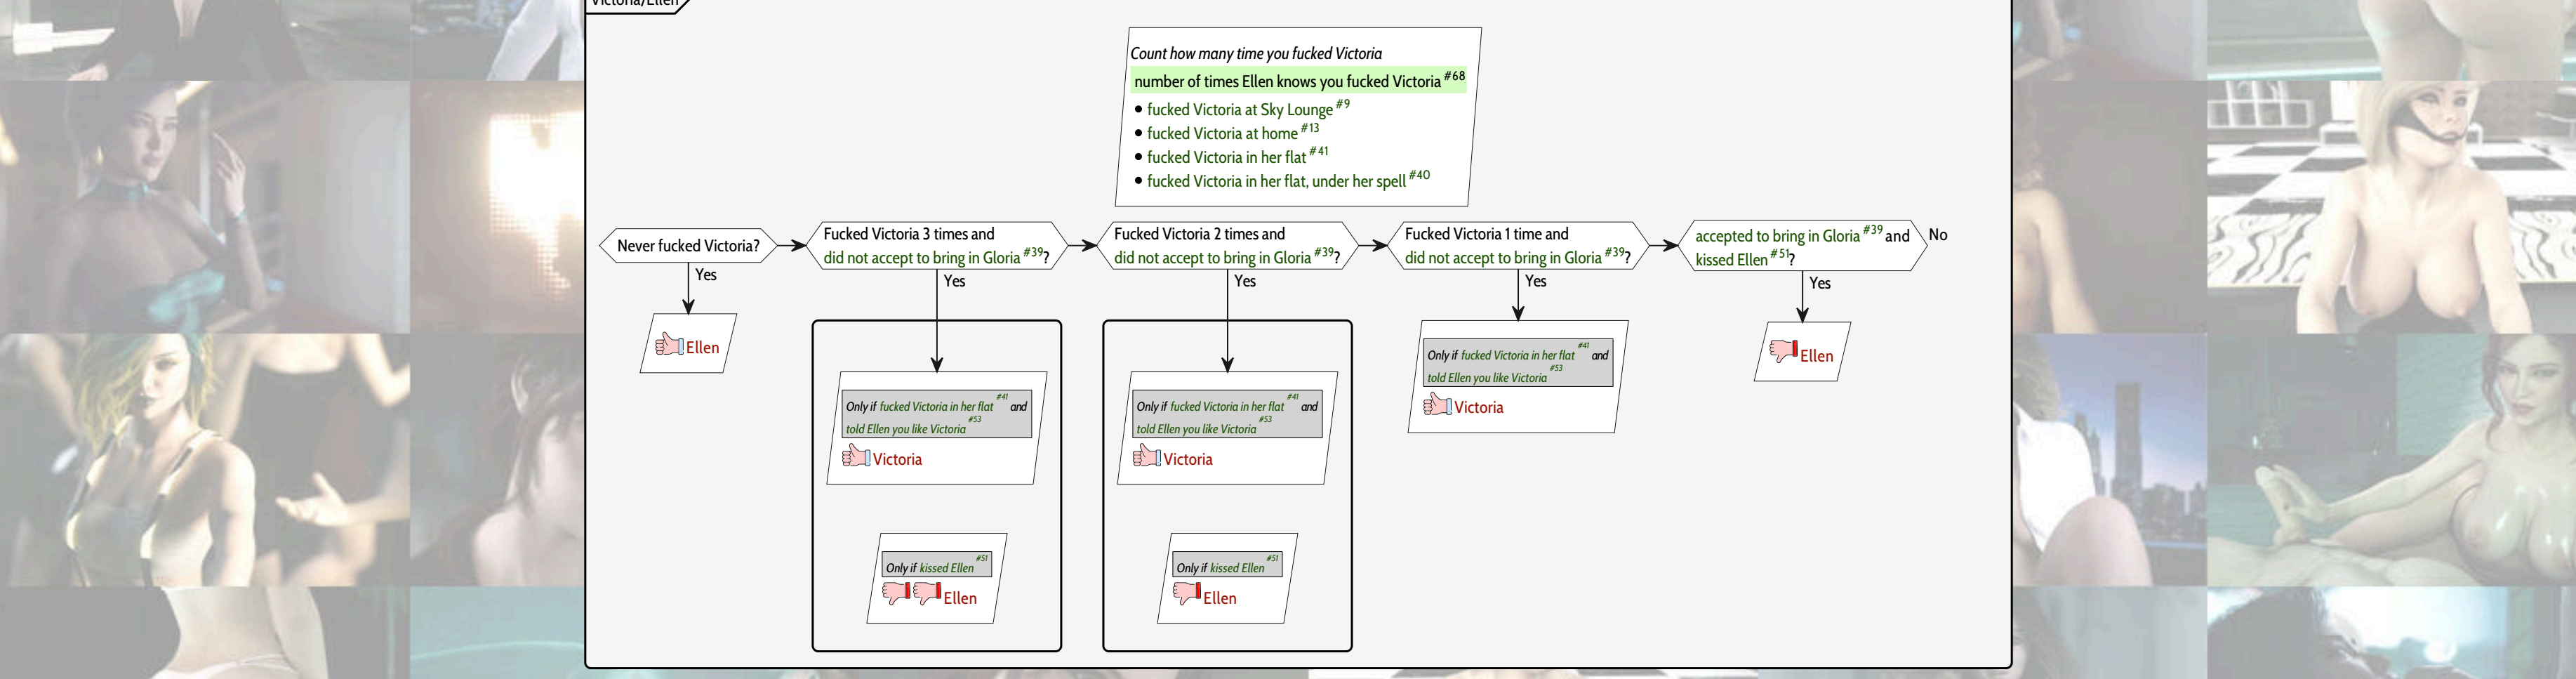 Victoria/Ellen
Count how many time you fucked Victoria
number of times Ellen knows you fucked Victoria #68
• fucked Victoria at Sky Lounge #9
• fucked Victoria at home #13
• fucked Victoria in her flat #41
• fucked Victoria in her flat, under her spell #40
Never fucked Victoria?
Yes
Ellen
Fucked Victoria 3 times and
did not accept to bring in Gloria #39?
Yes
Only if fucked Victoria in her flat #41 and
told Ellen you like Victoria #53
Victoria
Only if kissed Ellen #51
Ellen
Fucked Victoria 2 times and
did not accept to bring in Gloria #39?
Yes
Only if fucked Victoria in her flat #41 and
told Ellen you like Victoria #53
Victoria
Only if kissed Ellen #51
Ellen
Fucked Victoria 1 time and
did not accept to bring in Gloria #39?
Yes
Only if fucked Victoria in her flat #41 and
told Ellen you like Victoria #53
Victoria
accepted to bring in Gloria #39 and
kissed Ellen #51?
No
Yes
Ellen